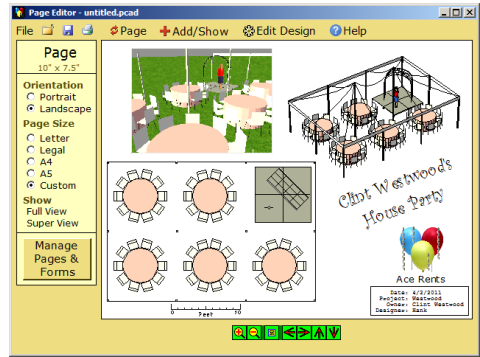 Page Editor - untitled.pcad
File Page Add/Show Edit Design Help
Page
10" x 7.5"
Orientation
Portrait
Landscape
Page Size
Letter
Legal
A4
A5
Custom
Show
Full View
Super View
Manage
Pages &
Forms
Clint Westwood's
House Party
Ace Rents
Date: 4/2/2011
Project: Westwood
Owner: Clint Westwood
Designer: Hank
Feet